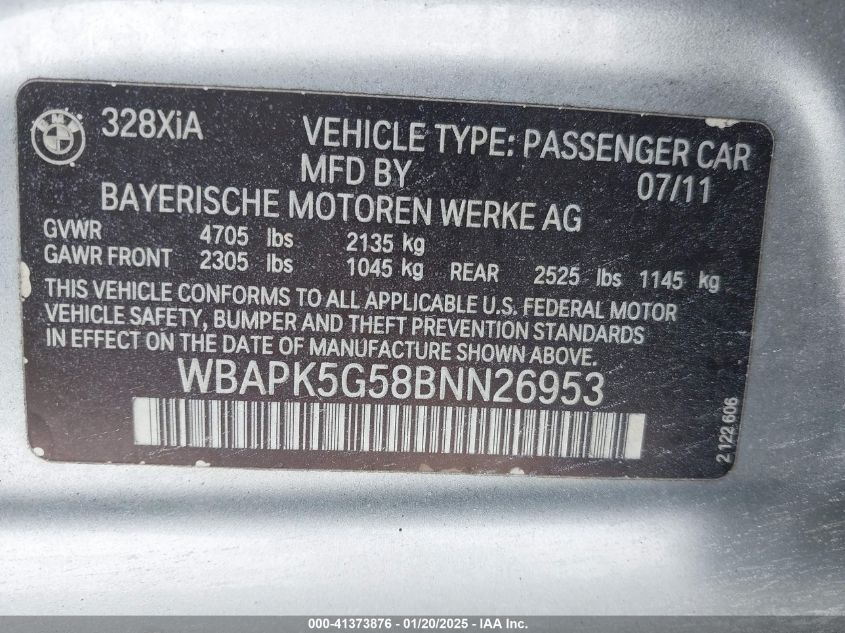 BMW
328XiA VEHICLE TYPE: PASSENGER CAR
MFD BY 07/11
BAYERISCHE MOTOREN WERKE AG
GVWR 4705 lbs 2135 kg
GAWR FRONT 2305 lbs 1045 kg REAR 2525 lbs 1145 kg
THIS VEHICLE CONFORMS TO ALL APPLICABLE U.S. FEDERAL MOTOR
VEHICLE SAFETY, BUMPER AND THEFT PREVENTION STANDARDS
IN EFFECT ON THE DATE OF MANUFACTURE SHOWN ABOVE.
WBAPK5G58BNN26953
2 122 606
000-41373876 - 01/20/2025 - IAA Inc.